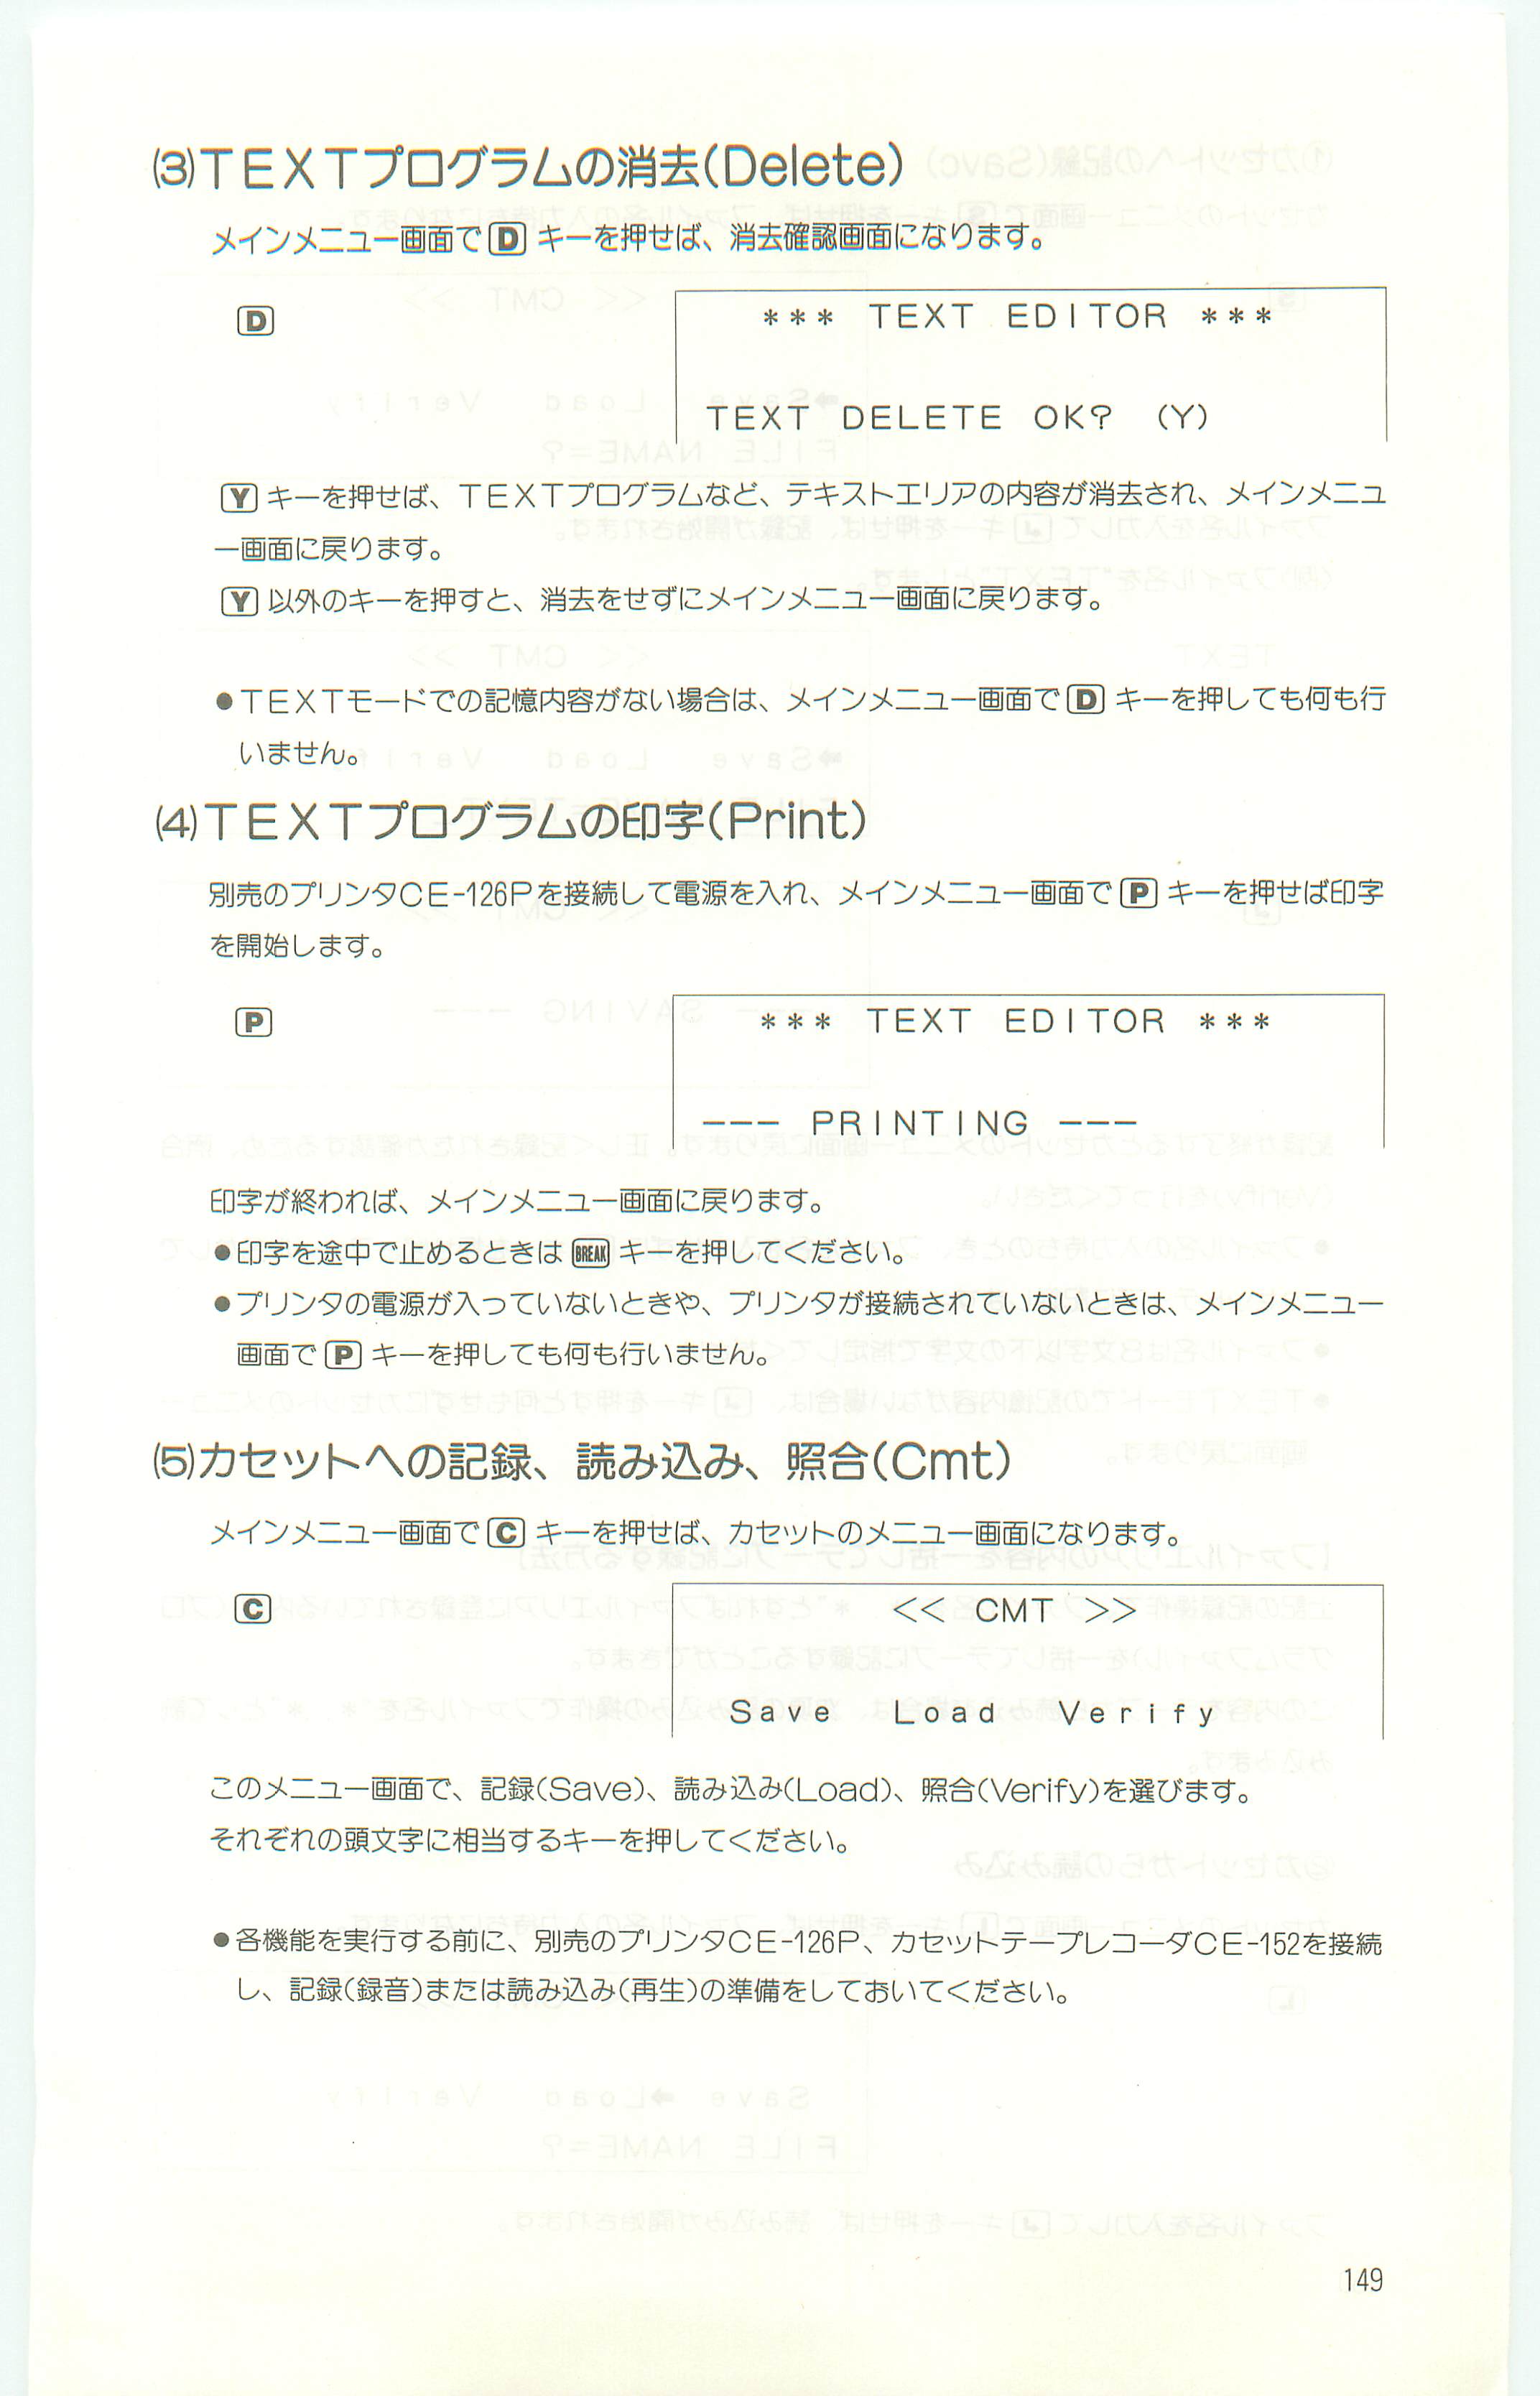 (3)TEXTプログラムの消去(Delete)
メインメニュー画面で D キーを押せば、消去確認画面になります。
D
*** TEXT EDITOR ***
TEXT DELETE OK? (Y)
Y キーを押せば、TEXTプログラムなど、テキストエリアの内容が消去され、メインメニュ
ー画面に戻ります。
Y 以外のキーを押すと、消去をせずにメインメニュー画面に戻ります。
●TEXTモードでの記憶内容がない場合は、メインメニュー画面で D キーを押しても何も行
いません。
(4)TEXTプログラムの印字(Print)
別売のプリンタCE-126Pを接続して電源を入れ、メインメニュー画面で P キーを押せば印字
を開始します。
P
*** TEXT EDITOR ***
--- PRINTING ---
印字が終われば、メインメニュー画面に戻ります。
●印字を途中で止めるときは BREAK キーを押してください。
●プリンタの電源が入っていないときや、プリンタが接続されていないときは、メインメニュー
画面で P キーを押しても何も行いません。
(5)カセットへの記録、読み込み、照合(Cmt)
メインメニュー画面で C キーを押せば、カセットのメニュー画面になります。
C
<< CMT >>
Save Load Verify
このメニュー画面で、記録(Save)、読み込み(Load)、照合(Verify)を選びます。
それぞれの頭文字に相当するキーを押してください。
●各機能を実行する前に、別売のプリンタCE-126P、カセットテープレコーダCE-152を接続
し、記録(録音)または読み込み(再生)の準備をしておいてください。
149